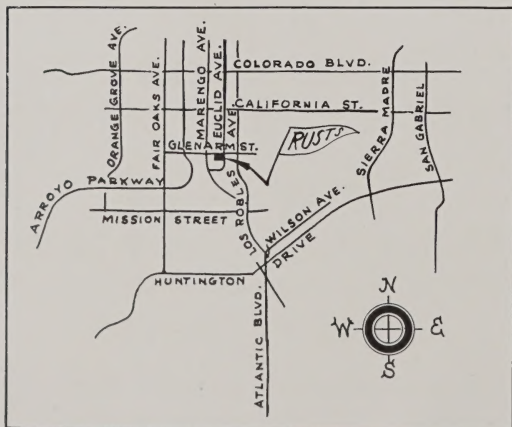 ORANGE GROVE AVE.
FAIR OAKS AVE.
MARENGO AVE.
EUCLID AVE.
COLORADO BLVD.
CALIFORNIA ST.
SIERRA MADRE
SAN GABRIEL
AVE
GLENARM ST.
RUSTS
ARROYO PARKWAY
MISSION STREET
LOS ROBLES
WILSON AVE.
HUNTINGTON DRIVE
ATLANTIC BLVD.
N
W E
S